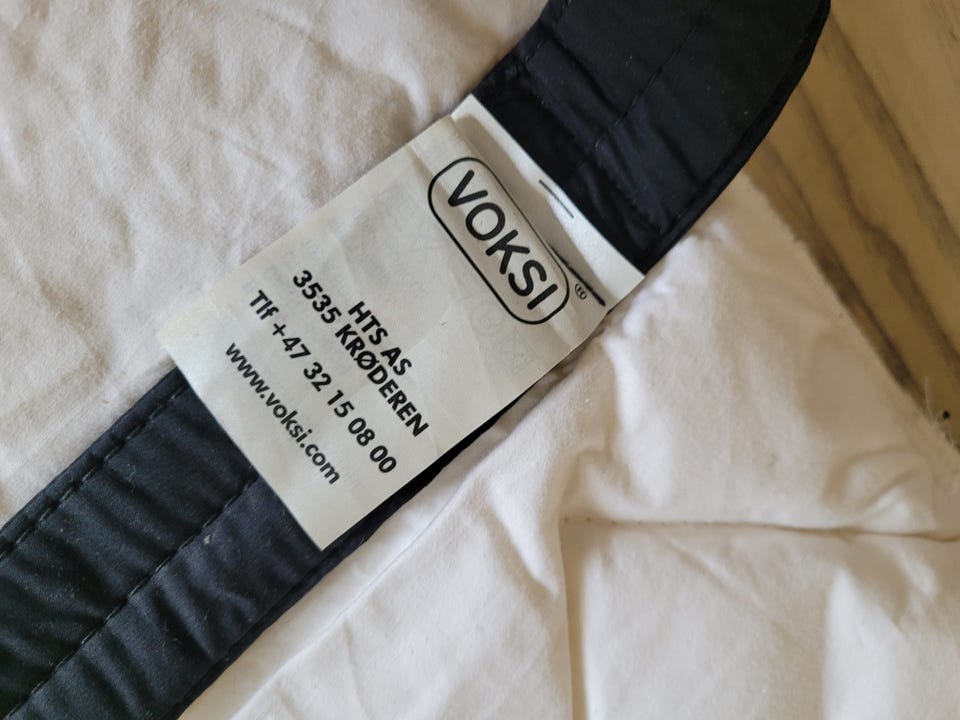 VOKSI®
HTS AS
3535 KRØDEREN
Tlf +47 32 15 08 00
www.voksi.com